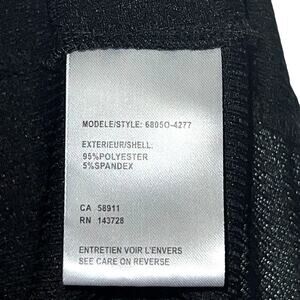 MODELE/STYLE: 6805O-4277
EXTERIEUR/SHELL:
95%POLYESTER
5%SPANDEX
CA 58911
RN 143728
ENTRETIEN VOIR L'ENVERS
SEE CARE ON REVERSE